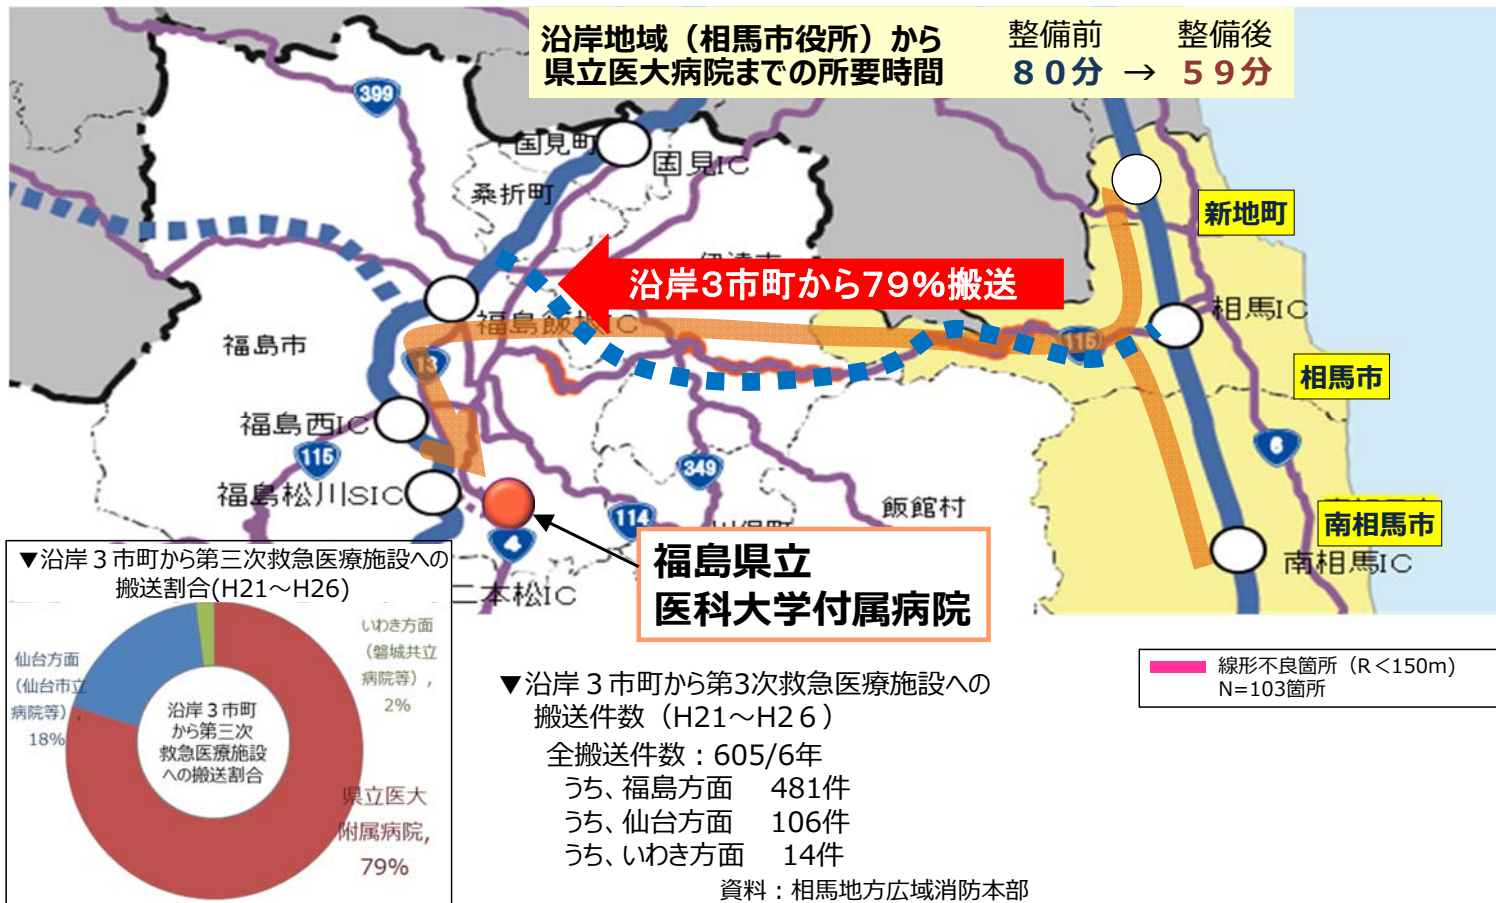 沿岸地域（相馬市役所）から
県立医大病院までの所要時間
整備前 整備後
８０分 → ５９分
399
国見町
国見IC
桑折町
新地町
沿岸3市町から79%搬送
相馬IC
福島飯坂IC
115
福島市
13
相馬市
福島西IC
115
6
349
福島松川SIC
飯館村
114
南相馬市
4
南相馬IC
二本松IC
福島県立
医科大学付属病院
▼沿岸３市町から第三次救急医療施設への
搬送割合(H21～H26)
いわき方面
（磐城共立
病院等）,
2%
仙台方面
（仙台市立
病院等）,
18%
沿岸３市町
から第三次
救急医療施設
への搬送割合
県立医大
附属病院,
79%
▼沿岸３市町から第3次救急医療施設への
搬送件数（H21～H2６）
全搬送件数：605/6年
うち、福島方面 481件
うち、仙台方面 106件
うち、いわき方面 14件
資料：相馬地方広域消防本部
線形不良箇所（R＜150m)
N=103箇所